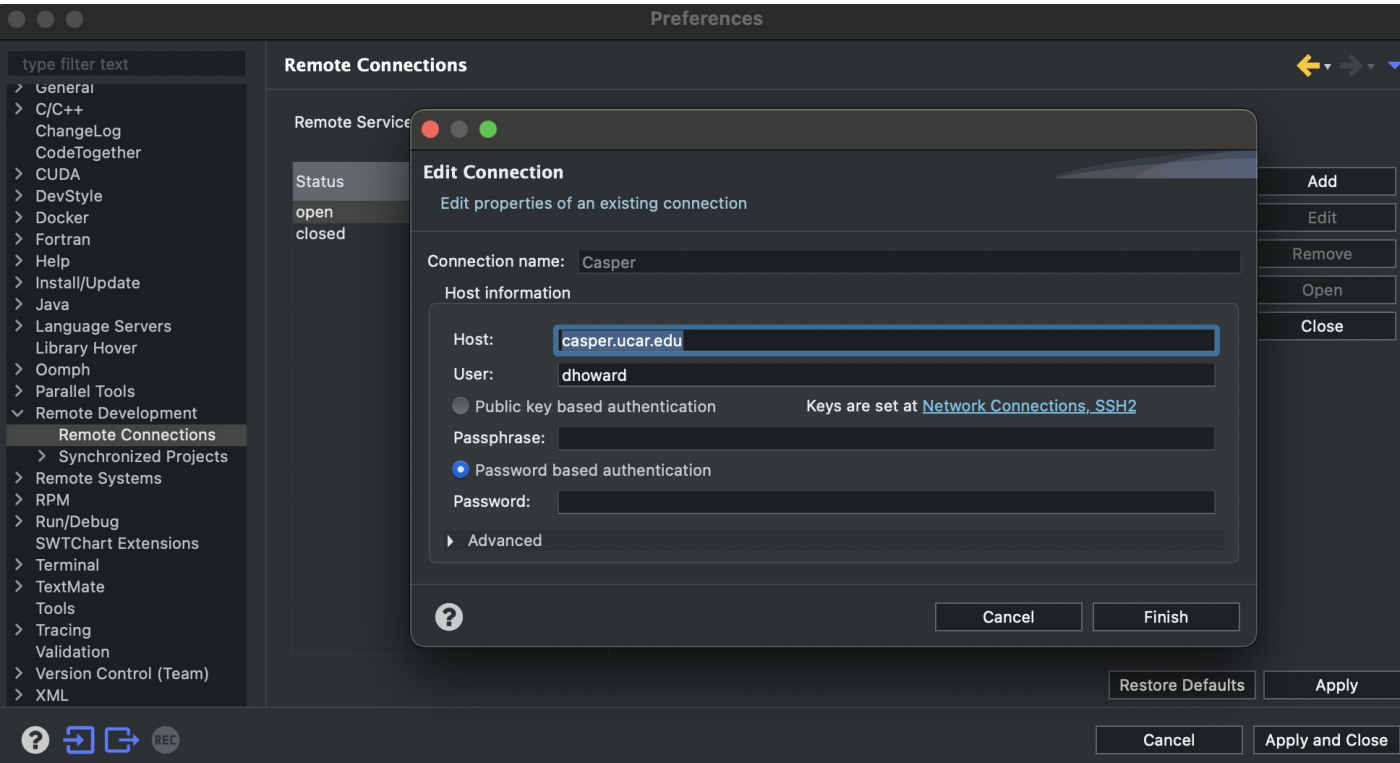 Preferences
type filter text
General
C/C++
ChangeLog
CodeTogether
CUDA
DevStyle
Docker
Fortran
Help
Install/Update
Java
Language Servers
Library Hover
Oomph
Parallel Tools
Remote Development
Remote Connections
Synchronized Projects
Remote Systems
RPM
Run/Debug
SWTChart Extensions
Terminal
TextMate
Tools
Tracing
Validation
Version Control (Team)
XML
Remote Connections
Remote Service
Status
open
closed
Edit Connection
Edit properties of an existing connection
Connection name: Casper
Host information
Host: casper.ucar.edu
User: dhoward
Public key based authentication Keys are set at Network Connections, SSH2
Passphrase:
Password based authentication
Password:
Advanced
? Cancel Finish
Add
Edit
Remove
Open
Close
Restore Defaults Apply
? REC Cancel Apply and Close